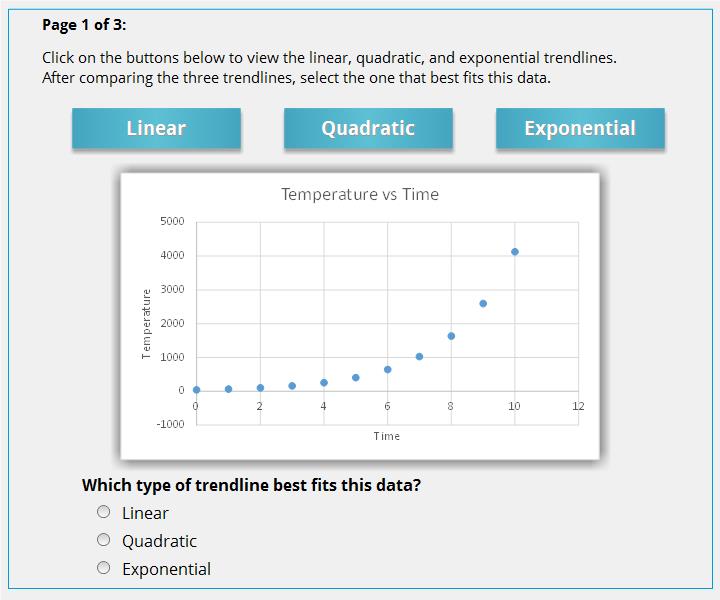 Page 1 of 3:
Click on the buttons below to view the linear, quadratic, and exponential trendlines.
After comparing the three trendlines, select the one that best fits this data.
Linear Quadratic Exponential
Temperature vs Time
5000
4000
3000
2000
1000
0
-1000
Temperature
0 2 4 6 8 10 12
Time
Which type of trendline best fits this data?
Linear
Quadratic
Exponential